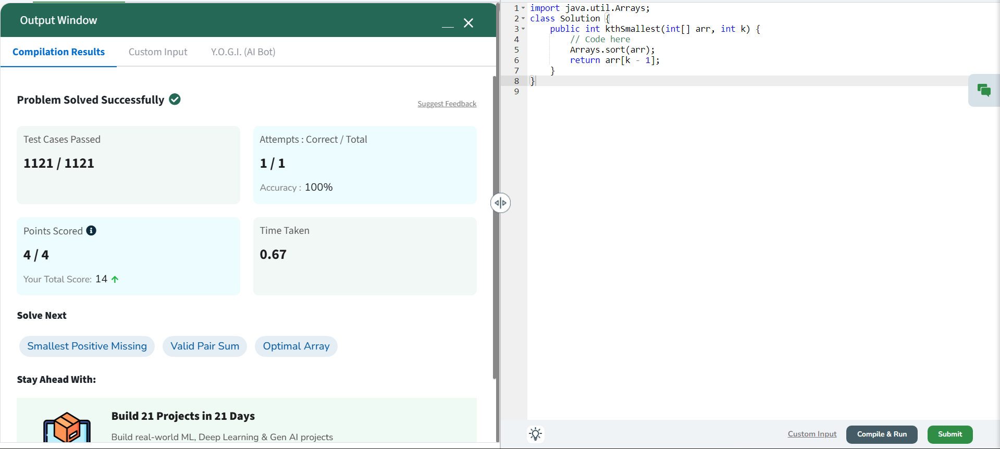 Output Window
Compilation Results
Custom Input
Y.O.G.I. (AI Bot)
Problem Solved Successfully
Suggest Feedback
Test Cases Passed
1121 / 1121
Attempts : Correct / Total
1 / 1
Accuracy : 100%
Points Scored
4 / 4
Your Total Score: 14
Time Taken
0.67
Solve Next
Smallest Positive Missing
Valid Pair Sum
Optimal Array
Stay Ahead With:
Build 21 Projects in 21 Days
Build real-world ML, Deep Learning & Gen AI projects
1 import java.util.Arrays;
2 class Solution {
3     public int kthSmallest(int[] arr, int k) {
4         // Code here
5         Arrays.sort(arr);
6         return arr[k - 1];
7     }
8 }
9
Custom Input
Compile & Run
Submit